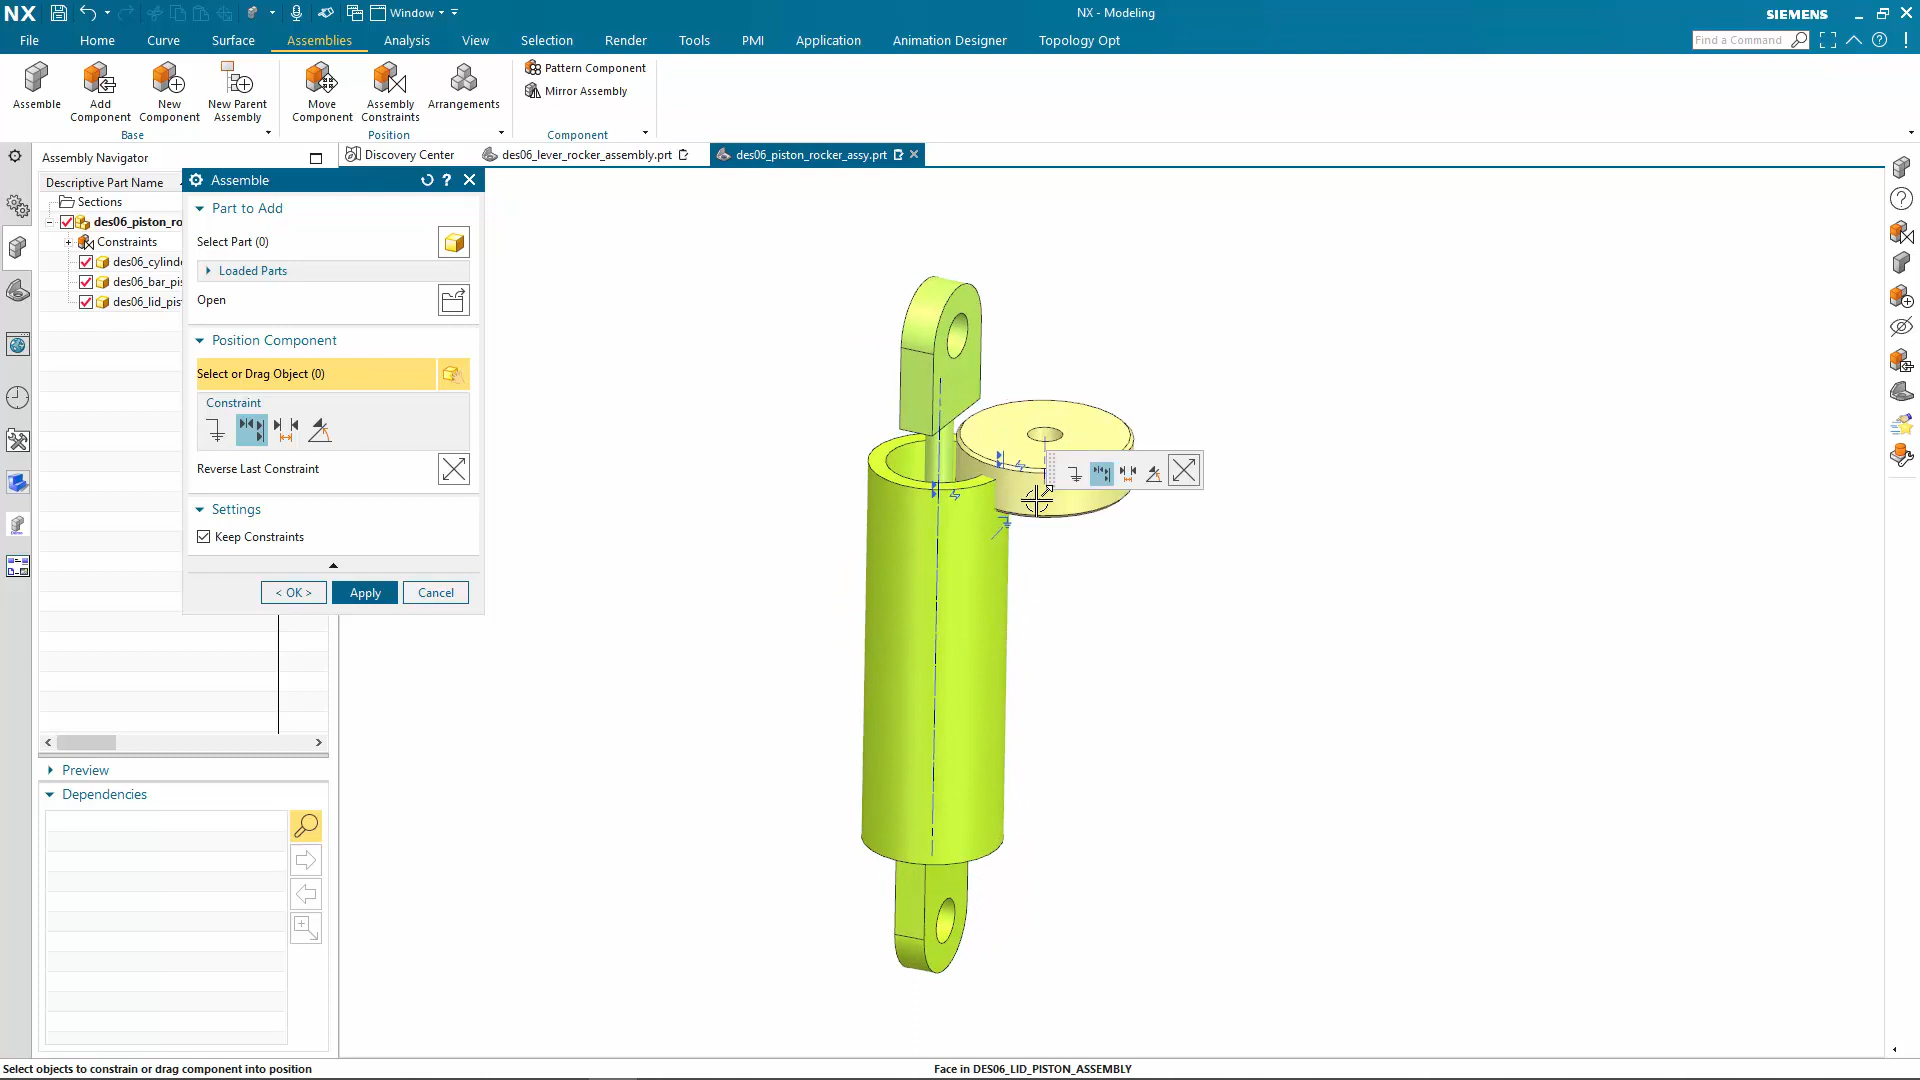 NX
Window
NX - Modeling
SIEMENS
File
Home
Curve
Surface
Assemblies
Analysis
View
Selection
Render
Tools
PMI
Application
Animation Designer
Topology Opt
Find a Command
Assemble
Add Component
New Component
New Parent Assembly
Base
Move Component
Assembly Constraints
Arrangements
Position
Pattern Component
Mirror Assembly
Component
Assembly Navigator
Discovery Center
des06_lever_rocker_assembly.prt
des06_piston_rocker_assy.prt
Descriptive Part Name
Sections
des06_piston_ro
Constraints
des06_cylind
des06_bar_pis
des06_lid_pis
Assemble
Part to Add
Select Part (0)
Loaded Parts
Open
Position Component
Select or Drag Object (0)
Constraint
Reverse Last Constraint
Settings
Keep Constraints
< OK >
Apply
Cancel
Preview
Dependencies
Select objects to constrain or drag component into position
Face in DES06_LID_PISTON_ASSEMBLY